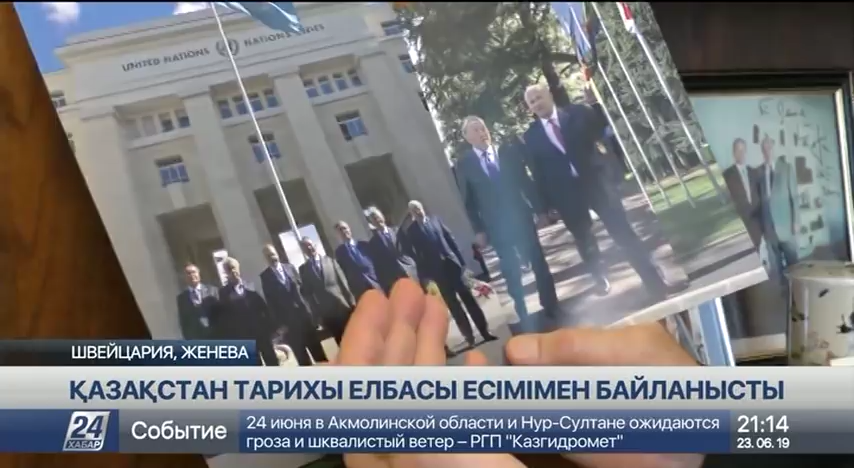 UNITED NATIONS NATIONS UNIES
ШВЕЙЦАРИЯ, ЖЕНЕВА
ҚАЗАҚСТАН ТАРИХЫ ЕЛБАСЫ ЕСІМІМЕН БАЙЛАНЫСТЫ
24 ХАБАР
Событие
24 июня в Акмолинской области и Нур-Султане ожидаются
гроза и шквалистый ветер – РГП "Казгидромет"
21:14
23.06.19